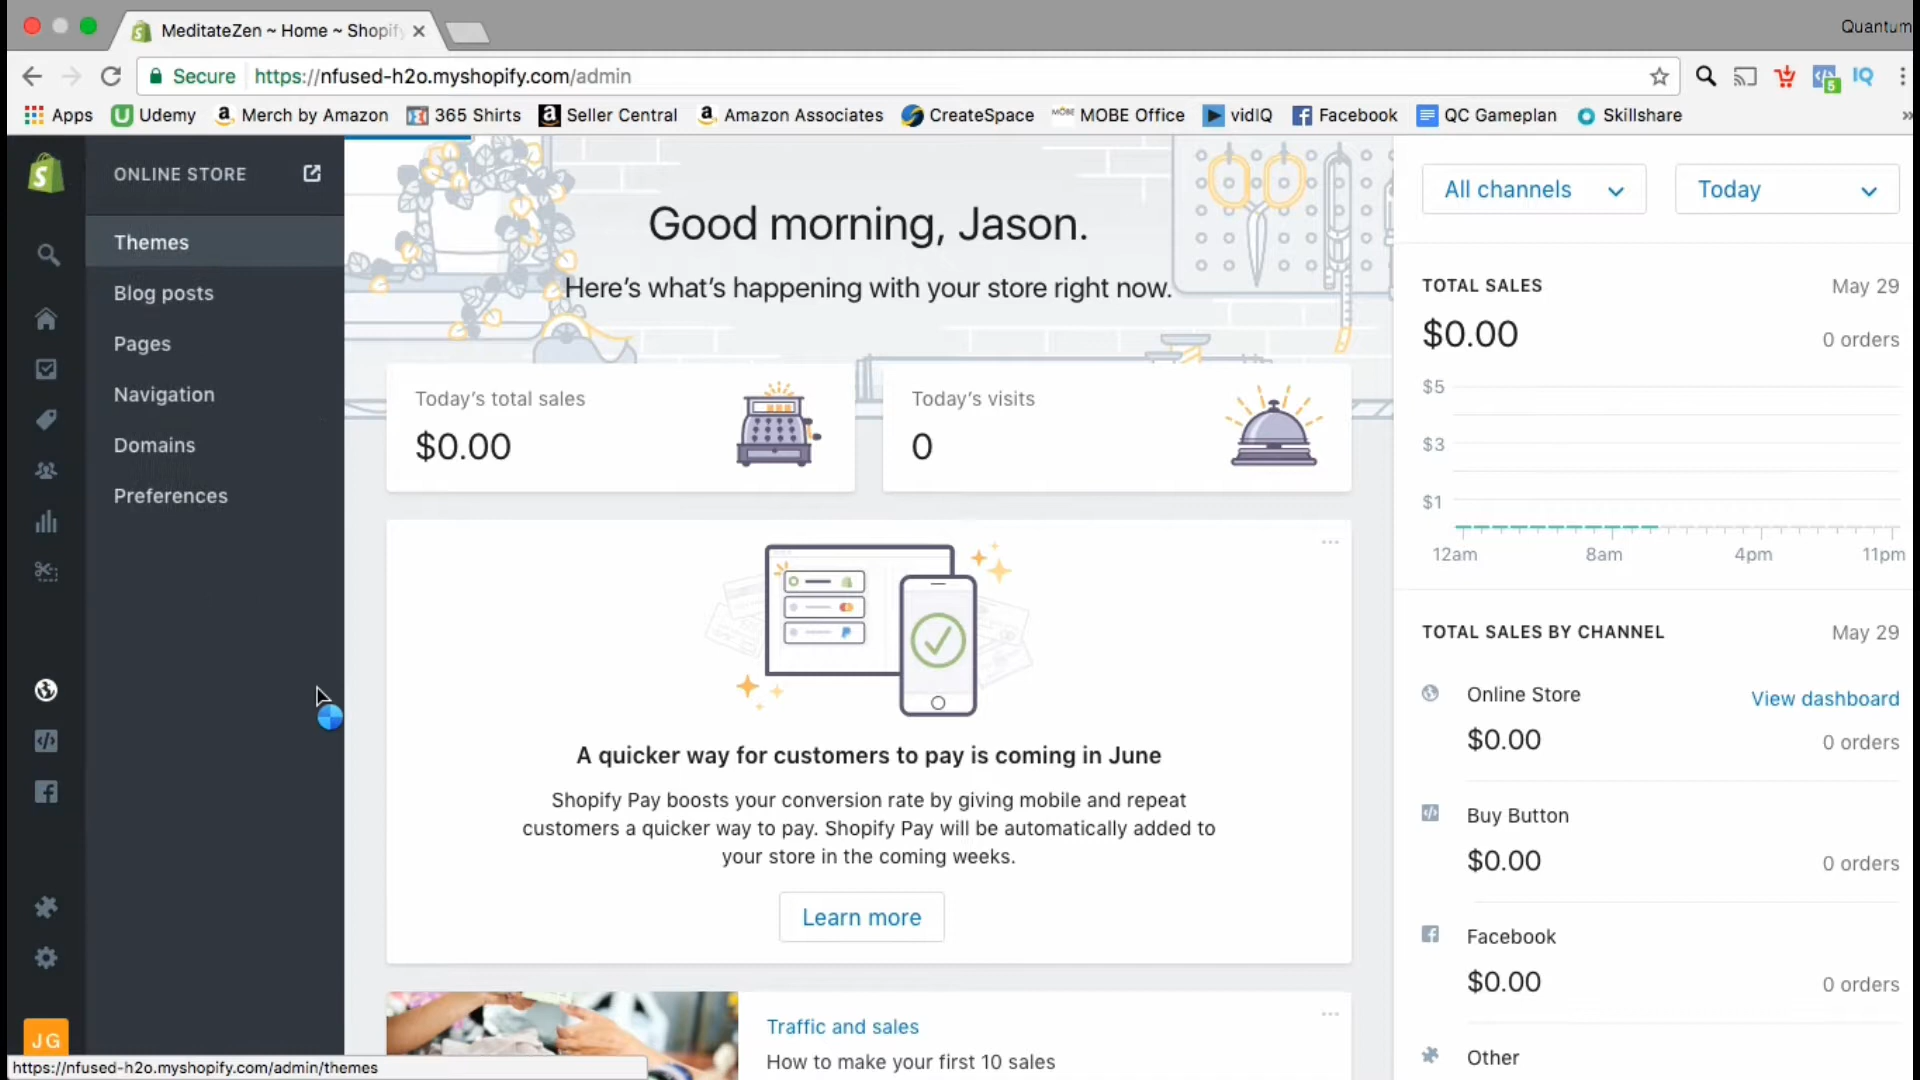 MeditateZen ~ Home ~ Shopify
Quantum
Secure
https://nfused-h2o.myshopify.com/admin
5
IQ
Apps
Udemy
Merch by Amazon
365 Shirts
Seller Central
Amazon Associates
CreateSpace
MOBE
MOBE Office
vidIQ
Facebook
QC Gameplan
Skillshare
»
ONLINE STORE
Themes
Blog posts
Pages
Navigation
Domains
Preferences
JG
https://nfused-h2o.myshopify.com/admin/themes
Good morning, Jason.
Here's what's happening with your store right now.
Today's total sales
$0.00
Today's visits
0
A quicker way for customers to pay is coming in June
Shopify Pay boosts your conversion rate by giving mobile and repeat
customers a quicker way to pay. Shopify Pay will be automatically added to
your store in the coming weeks.
Learn more
Traffic and sales
How to make your first 10 sales
All channels
Today
TOTAL SALES
May 29
$0.00
0 orders
$5
$3
$1
12am
8am
4pm
11pm
TOTAL SALES BY CHANNEL
May 29
Online Store
View dashboard
$0.00
0 orders
Buy Button
$0.00
0 orders
Facebook
$0.00
0 orders
Other